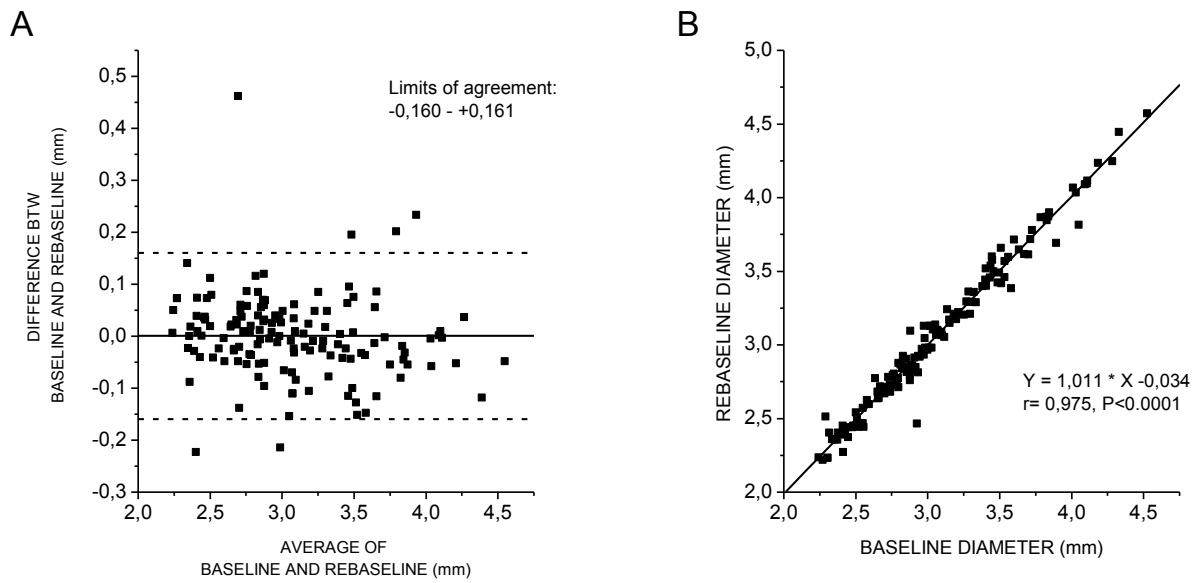 A
0,5
0,4
0,3
0,2
0,1
0,0
-0,1
-0,2
-0,3
DIFFERENCE BTW
BASELINE AND REBASELINE (mm)
Limits of agreement:
-0,160 - +0,161
2,0 2,5 3,0 3,5 4,0 4,5
AVERAGE OF
BASELINE AND REBASELINE (mm)
B
5,0
4,5
4,0
3,5
3,0
2,5
2,0
REBASELINE DIAMETER (mm)
Y = 1,011 * X -0,034
r= 0,975, P<0.0001
2,0 2,5 3,0 3,5 4,0 4,5
BASELINE DIAMETER (mm)